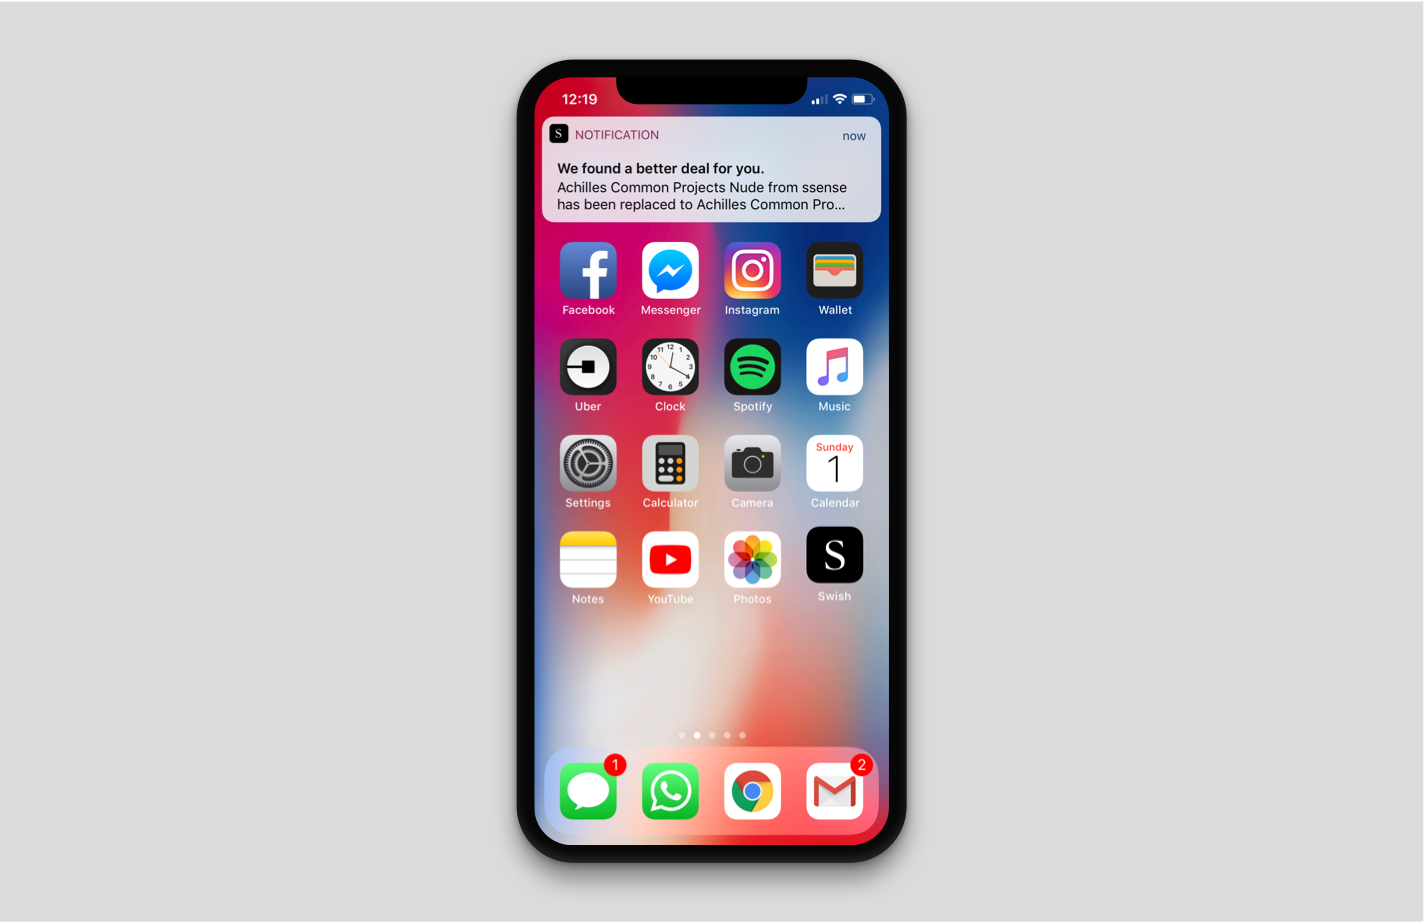 12:19
S NOTIFICATION now
We found a better deal for you.
Achilles Common Projects Nude from ssense
has been replaced to Achilles Common Pro...
Facebook Messenger Instagram Wallet
12 1 2 3 4 5 6 7 8 9 10 11
Uber Clock Spotify Music
Sunday
1
Settings Calculator Camera Calendar
S
Notes YouTube Photos Swish
1 2